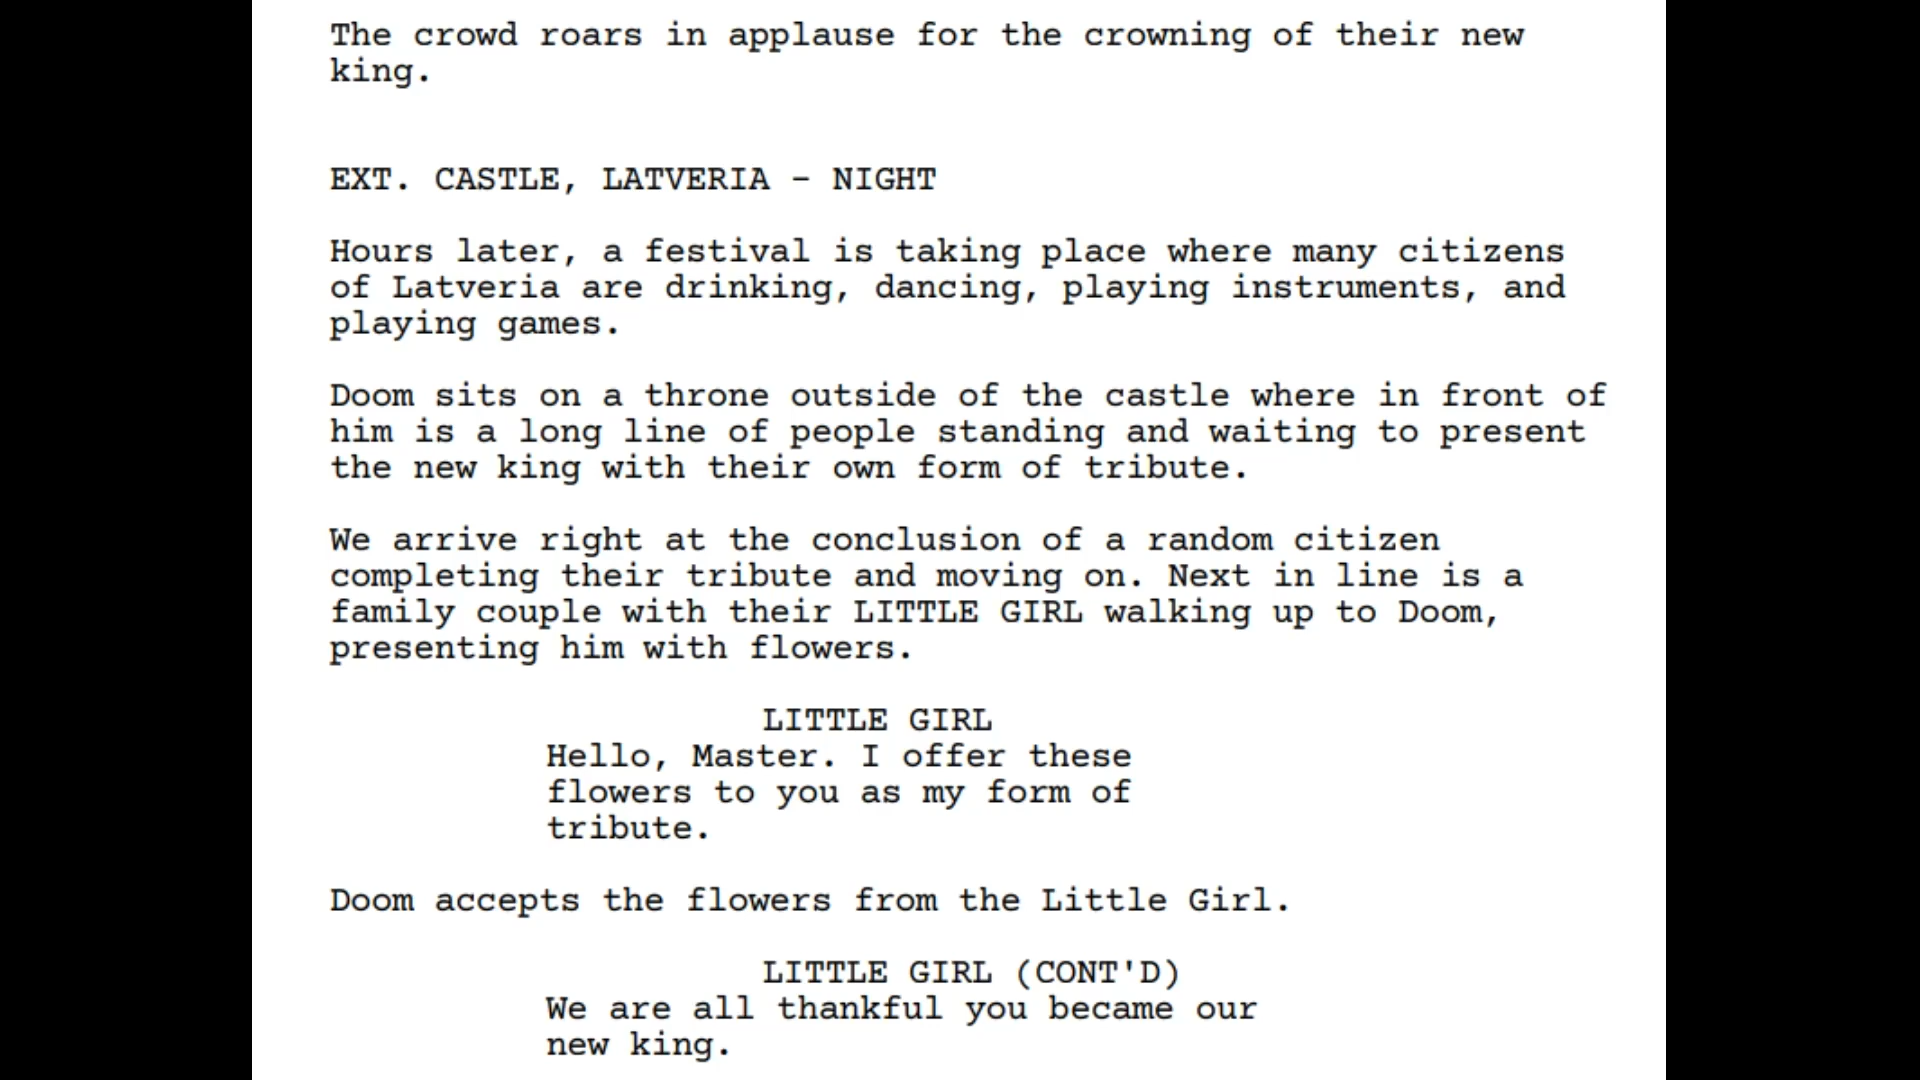 The crowd roars in applause for the crowning of their new
king.
EXT. CASTLE, LATVERIA - NIGHT
Hours later, a festival is taking place where many citizens
of Latveria are drinking, dancing, playing instruments, and
playing games.
Doom sits on a throne outside of the castle where in front of
him is a long line of people standing and waiting to present
the new king with their own form of tribute.
We arrive right at the conclusion of a random citizen
completing their tribute and moving on. Next in line is a
family couple with their LITTLE GIRL walking up to Doom,
presenting him with flowers.
LITTLE GIRL
Hello, Master. I offer these
flowers to you as my form of
tribute.
Doom accepts the flowers from the Little Girl.
LITTLE GIRL (CONT'D)
We are all thankful you became our
new king.